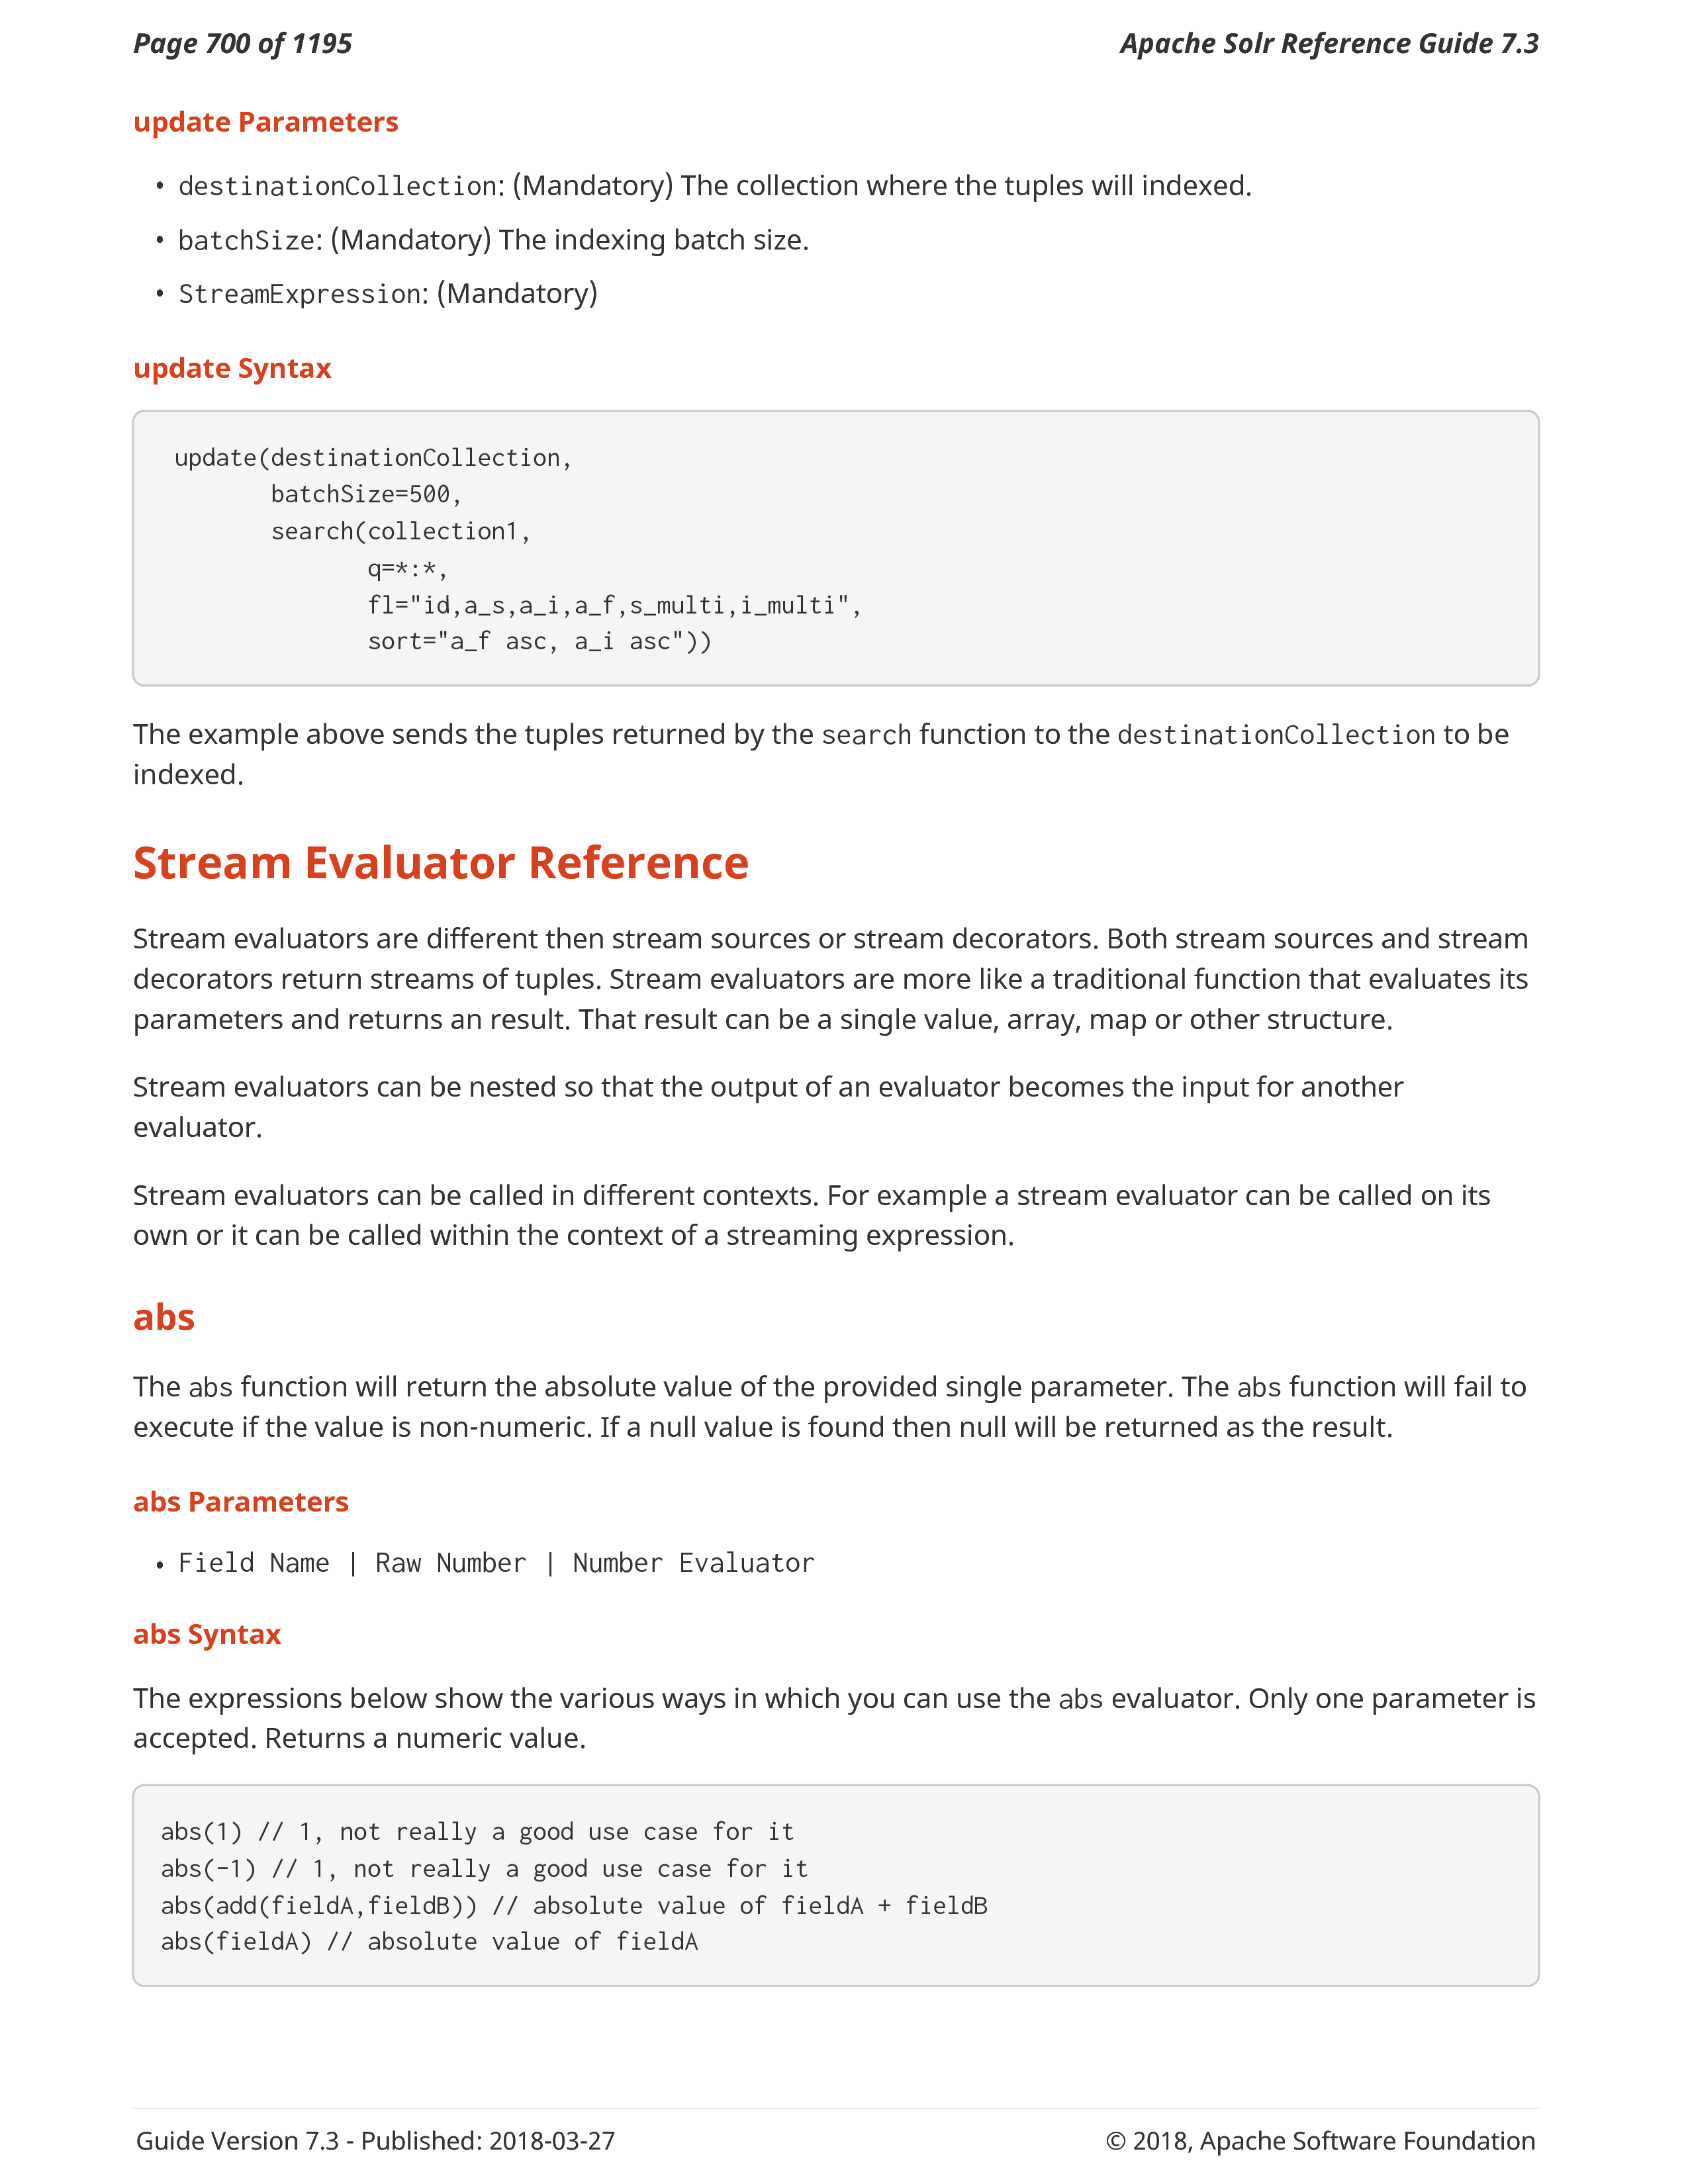 Page 700 of 1195
Apache Solr Reference Guide 7.3
update Parameters
• destinationCollection: (Mandatory) The collection where the tuples will indexed.
• batchSize: (Mandatory) The indexing batch size.
• StreamExpression: (Mandatory)
update Syntax
update(destinationCollection,
       batchSize=500,
       search(collection1,
              q=*:*,
              fl="id,a_s,a_i,a_f,s_multi,i_multi",
              sort="a_f asc, a_i asc"))
The example above sends the tuples returned by the search function to the destinationCollection to be
indexed.
Stream Evaluator Reference
Stream evaluators are different then stream sources or stream decorators. Both stream sources and stream
decorators return streams of tuples. Stream evaluators are more like a traditional function that evaluates its
parameters and returns an result. That result can be a single value, array, map or other structure.
Stream evaluators can be nested so that the output of an evaluator becomes the input for another
evaluator.
Stream evaluators can be called in different contexts. For example a stream evaluator can be called on its
own or it can be called within the context of a streaming expression.
abs
The abs function will return the absolute value of the provided single parameter. The abs function will fail to
execute if the value is non-numeric. If a null value is found then null will be returned as the result.
abs Parameters
• Field Name | Raw Number | Number Evaluator
abs Syntax
The expressions below show the various ways in which you can use the abs evaluator. Only one parameter is
accepted. Returns a numeric value.
abs(1) // 1, not really a good use case for it
abs(-1) // 1, not really a good use case for it
abs(add(fieldA,fieldB)) // absolute value of fieldA + fieldB
abs(fieldA) // absolute value of fieldA
Guide Version 7.3 - Published: 2018-03-27
© 2018, Apache Software Foundation